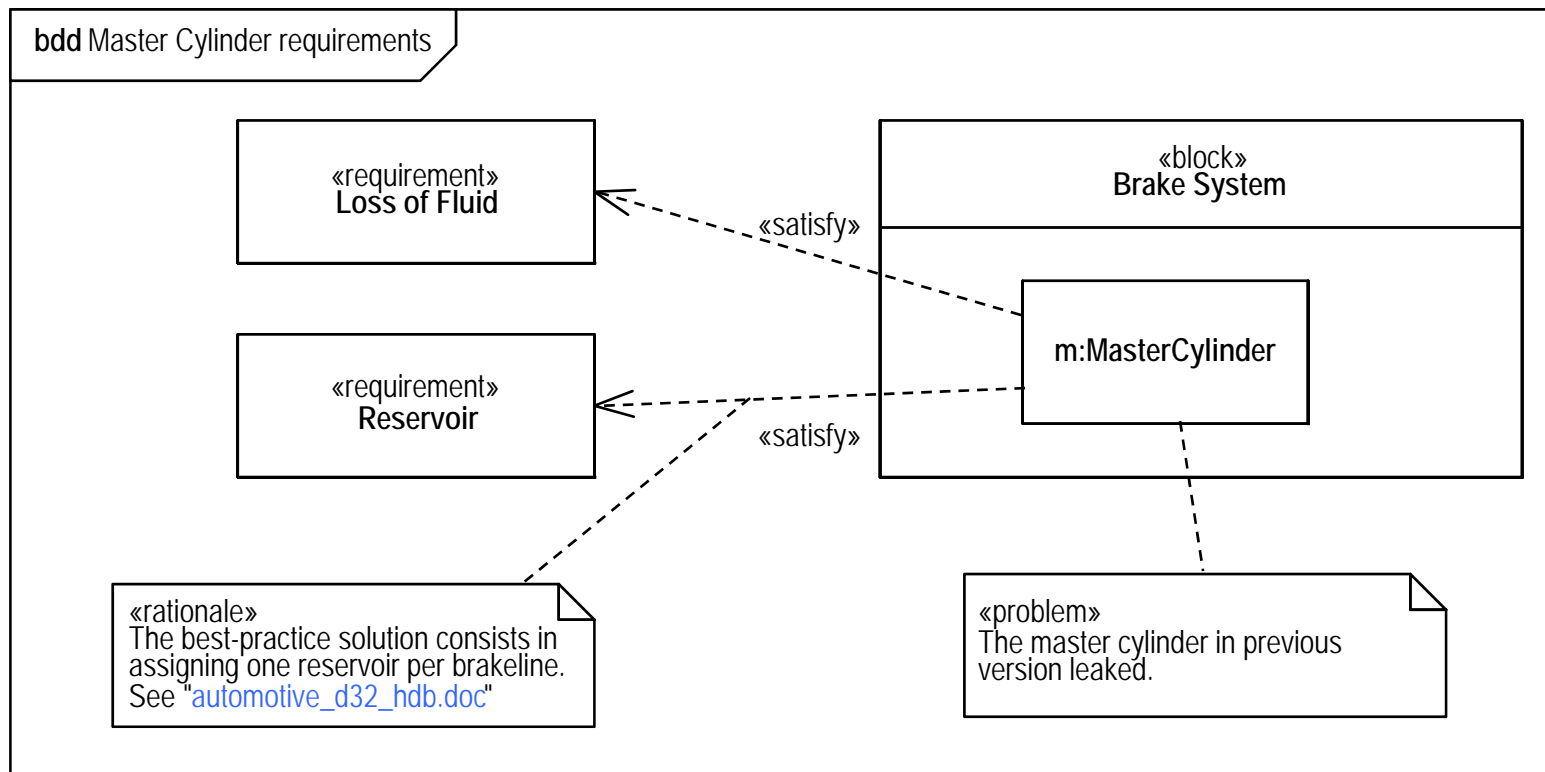 bdd Master Cylinder requirements
«requirement»
Loss of Fluid
«block»
Brake System
«satisfy»
m:MasterCylinder
«requirement»
Reservoir
«satisfy»
«rationale»
The best-practice solution consists in
assigning one reservoir per brakeline.
See "automotive_d32_hdb.doc"
«problem»
The master cylinder in previous
version leaked.